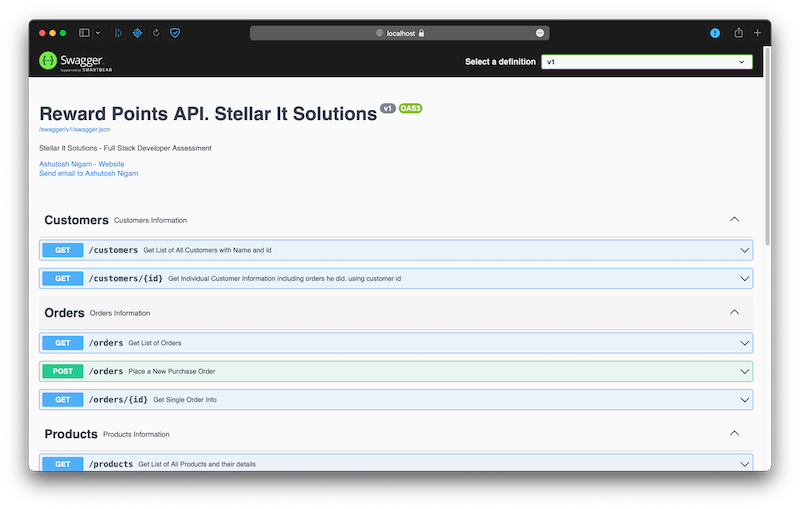 localhost
Swagger
Supported by SMARTBEAR
Select a definition
v1
Reward Points API. Stellar It Solutions v1 OAS3
/swagger/v1/swagger.json
Stellar It Solutions - Full Stack Developer Assessment
Ashutosh Nigam - Website
Send email to Ashutosh Nigam
Customers Customers Information
GET /customers Get List of All Customers with Name and Id
GET /customers/{id} Get Individual Customer Information including orders he did. using customer id
Orders Orders Information
GET /orders Get List of Orders
POST /orders Place a New Purchase Order
GET /orders/{id} Get Single Order Info
Products Products Information
GET /products Get List of All Products and their details